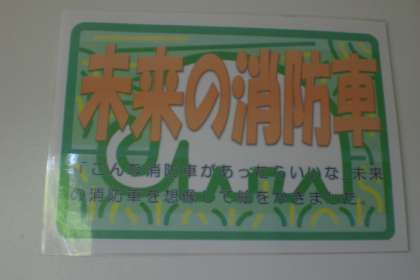 未来の消防車
「こんな消防車があったらいいな」未来
の消防車を想像して絵をかきました。